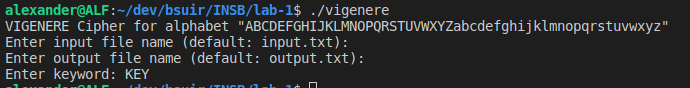 alexander@ALF:~/dev/bsuir/INSB/lab-1$ ./vigenere
VIGENERE Cipher for alphabet "ABCDEFGHIJKLMNOPQRSTUVWXYZabcdefghijklmnopqrstuvwxyz"
Enter input file name (default: input.txt):
Enter output file name (default: output.txt):
Enter keyword: KEY
alexander@ALF:~/dev/bsuir/INSB/lab-1$